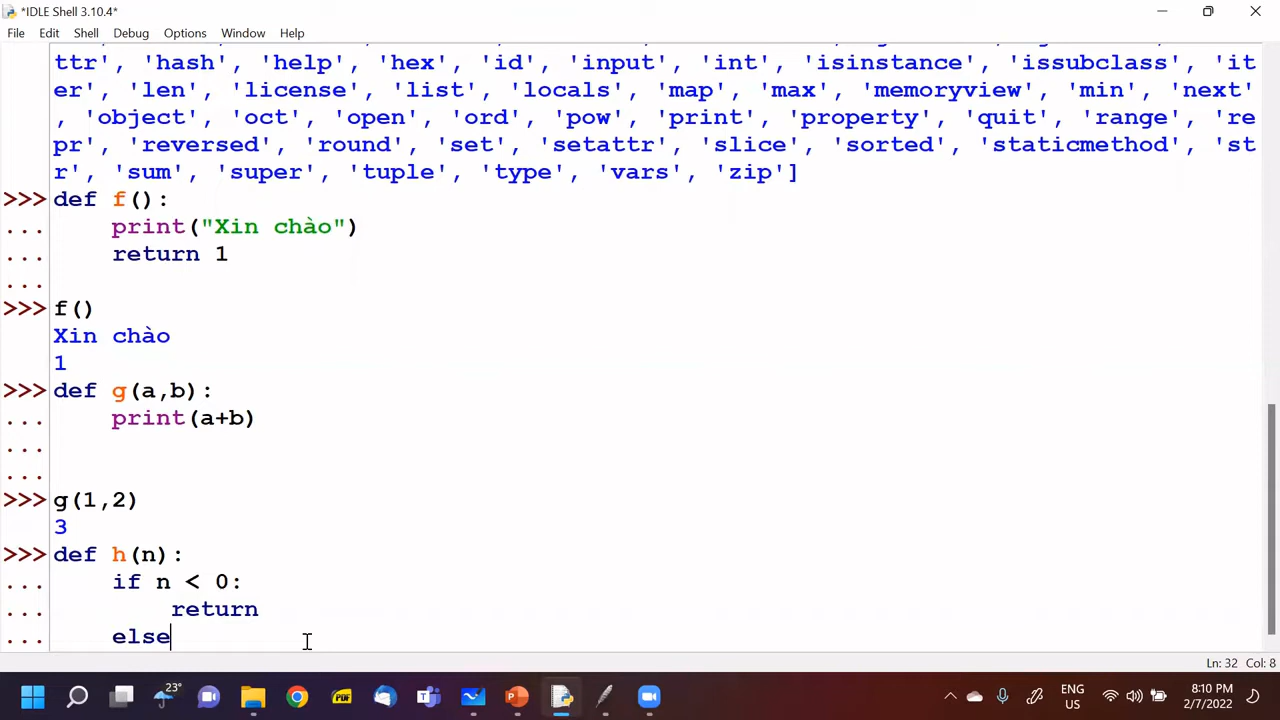 *IDLE Shell 3.10.4*
File Edit Shell Debug Options Window Help
ttr', 'hash', 'help', 'hex', 'id', 'input', 'int', 'isinstance', 'issubclass', 'it
er', 'len', 'license', 'list', 'locals', 'map', 'max', 'memoryview', 'min', 'next'
, 'object', 'oct', 'open', 'ord', 'pow', 'print', 'property', 'quit', 'range', 're
pr', 'reversed', 'round', 'set', 'setattr', 'slice', 'sorted', 'staticmethod', 'st
r', 'sum', 'super', 'tuple', 'type', 'vars', 'zip']
>>> def f():
...     print("Xin chào")
...     return 1
...
>>> f()
Xin chào
1
>>> def g(a,b):
...     print(a+b)
...
...
>>> g(1,2)
3
>>> def h(n):
...     if n < 0:
...         return
...     else
Ln: 32 Col: 8
23°
PDF
ENG
US
8:10 PM
2/7/2022